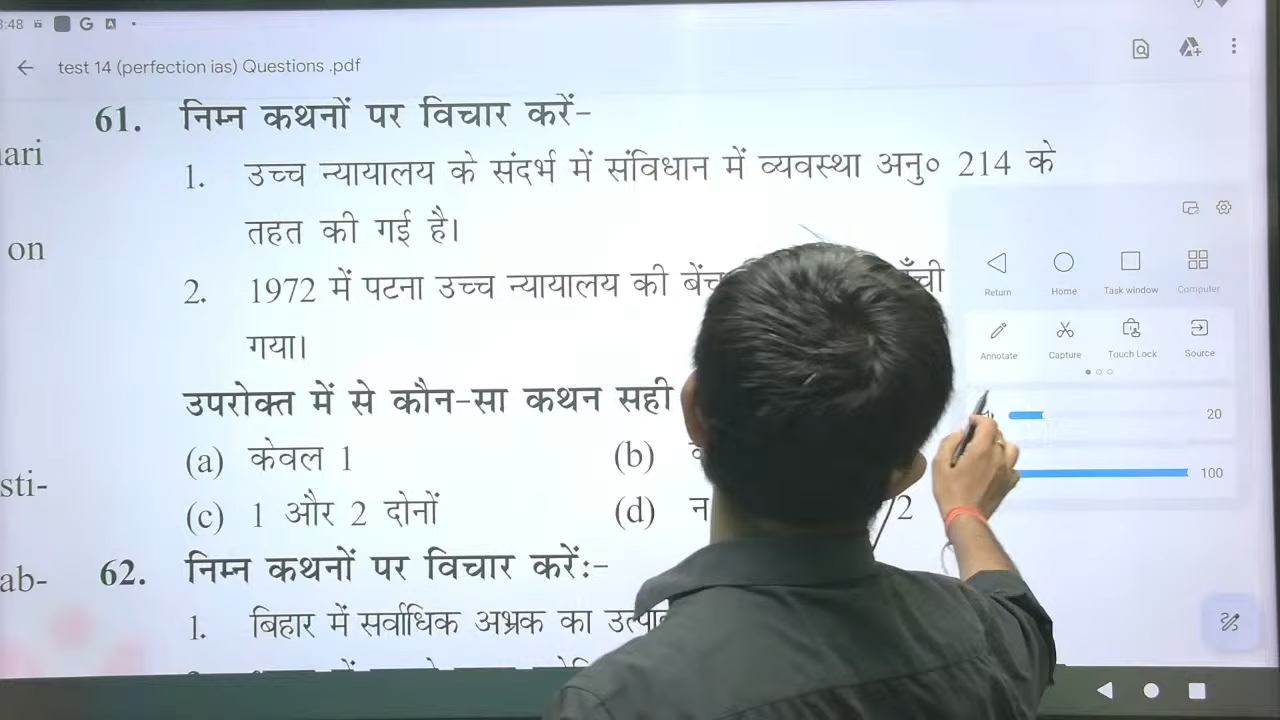 3:48
test 14 (perfection ias) Questions .pdf
61. निम्न कथनों पर विचार करें-
1. उच्च न्यायालय के संदर्भ में संविधान में व्यवस्था अनु० 214 के
तहत की गई है।
2. 1972 में पटना उच्च न्यायालय की
गया।
उपरोक्त में से कौन-सा कथन सही
(a) केवल 1 (b)
(c) 1 और 2 दोनों (d) न 2
62. निम्न कथनों पर विचार करेंः-
1. बिहार में सर्वाधिक अभ्रक का
on
sti-
ab-
Return Home Task window Computer
Annotate Capture Touch Lock Source
20
100